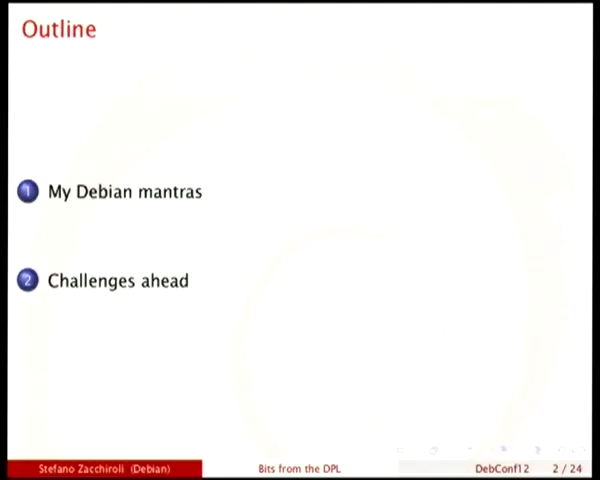 Outline
1 My Debian mantras
2 Challenges ahead
Stefano Zacchiroli (Debian) Bits from the DPL DebConf12 2 / 24